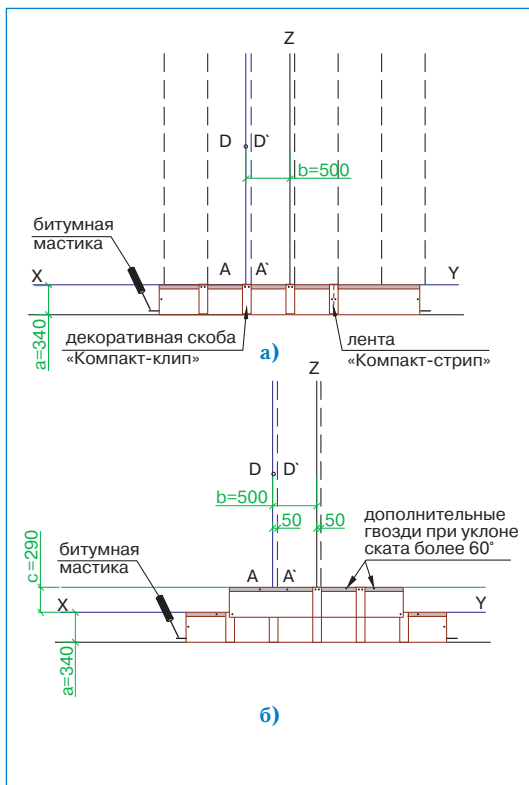 Z
D D`
b=500
битумная
мастика
X
A A`
Y
a=340
декоративная скоба
«Компакт-клип»
а)
лента
«Компакт-стрип»
Z
D D`
b=500
50
50
дополнительные
гвозди при уклоне
ската более 60°
битумная
мастика
c=290
A A`
X
Y
a=340
б)